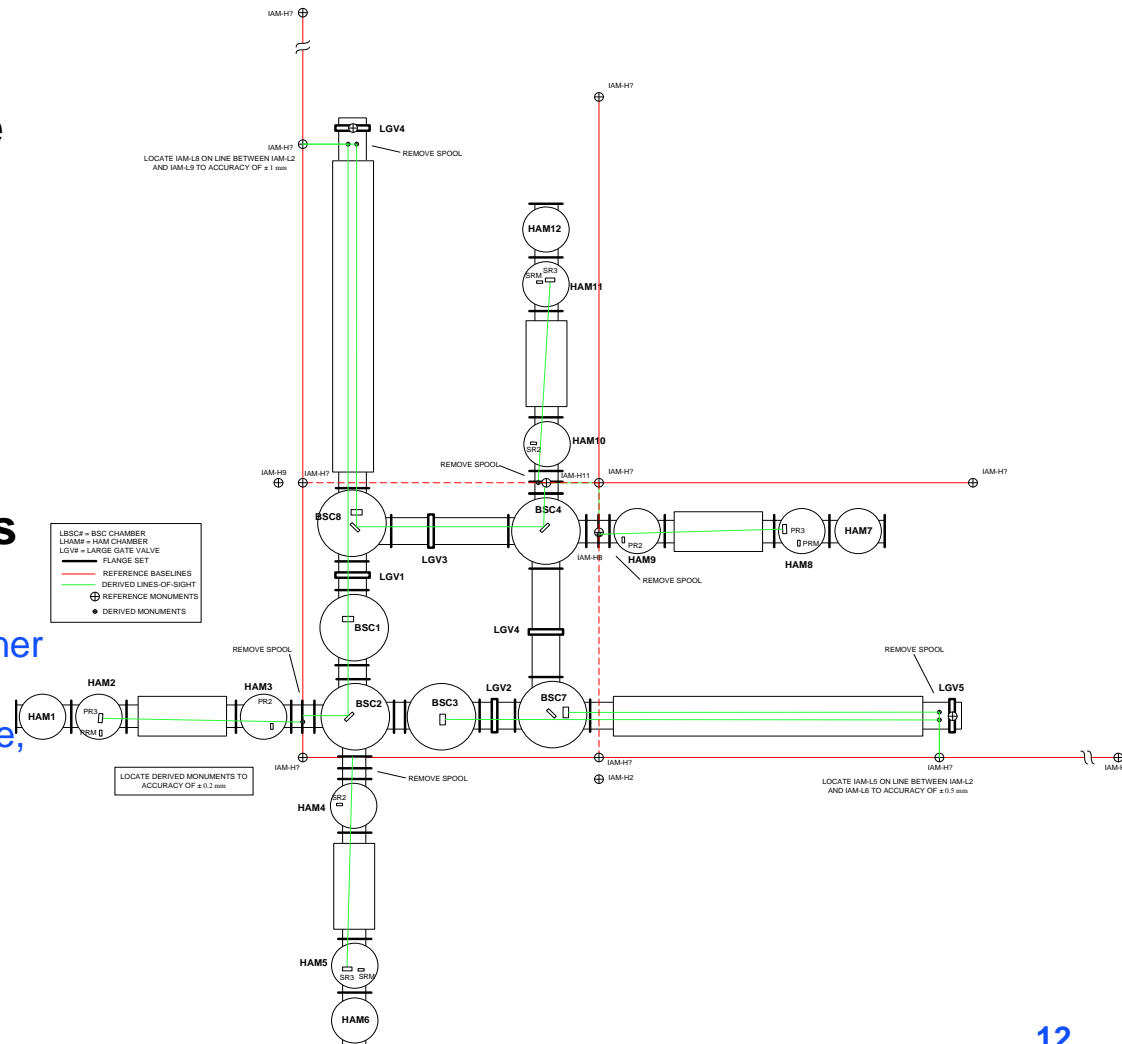 IAM-H?
e
IAM-H?
LGV4
IAM-H?
REMOVE SPOOL
LOCATE IAM-L8 ON LINE BETWEEN IAM-L2
AND IAM-L9 TO ACCURACY OF ± 1 mm
HAM12
SR3
SRM
HAM11
HAM10
SR2
REMOVE SPOOL
IAM-H9
IAM-H?
IAM-H11
IAM-H?
IAM-H?
BSC8
BSC4
s
LBSC# = BSC CHAMBER
LHAM# = HAM CHAMBER
LGV# = LARGE GATE VALVE
FLANGE SET
REFERENCE BASELINES
DERIVED LINES-OF-SIGHT
REFERENCE MONUMENTS
DERIVED MONUMENTS
LGV3
PR3
PR2
PRM
HAM7
IAM-H8
HAM9
HAM8
LGV1
REMOVE SPOOL
BSC1
LGV4
her
REMOVE SPOOL
REMOVE SPOOL
HAM2
HAM3
LGV2
LGV5
PR3
PR2
BSC2
BSC3
BSC7
HAM1
PRM
e,
IAM-H?
IAM-H?
IAM-H?
IAM-H
LOCATE DERIVED MONUMENTS TO
ACCURACY OF ± 0.2 mm
REMOVE SPOOL
IAM-H2
LOCATE IAM-L5 ON LINE BETWEEN IAM-L2
AND IAM-L6 TO ACCURACY OF ± 0.5 mm
SR2
HAM4
HAM5
SR3
SRM
HAM6
12